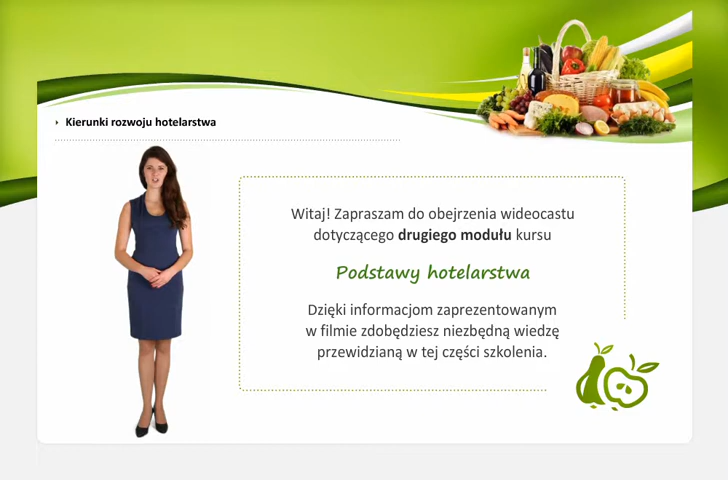 Kierunki rozwoju hotelarstwa
Witaj! Zapraszam do obejrzenia wideocastu
dotyczącego drugiego modułu kursu
Podstawy hotelarstwa
Dzięki informacjom zaprezentowanym
w filmie zdobędziesz niezbędną wiedzę
przewidzianą w tej części szkolenia.